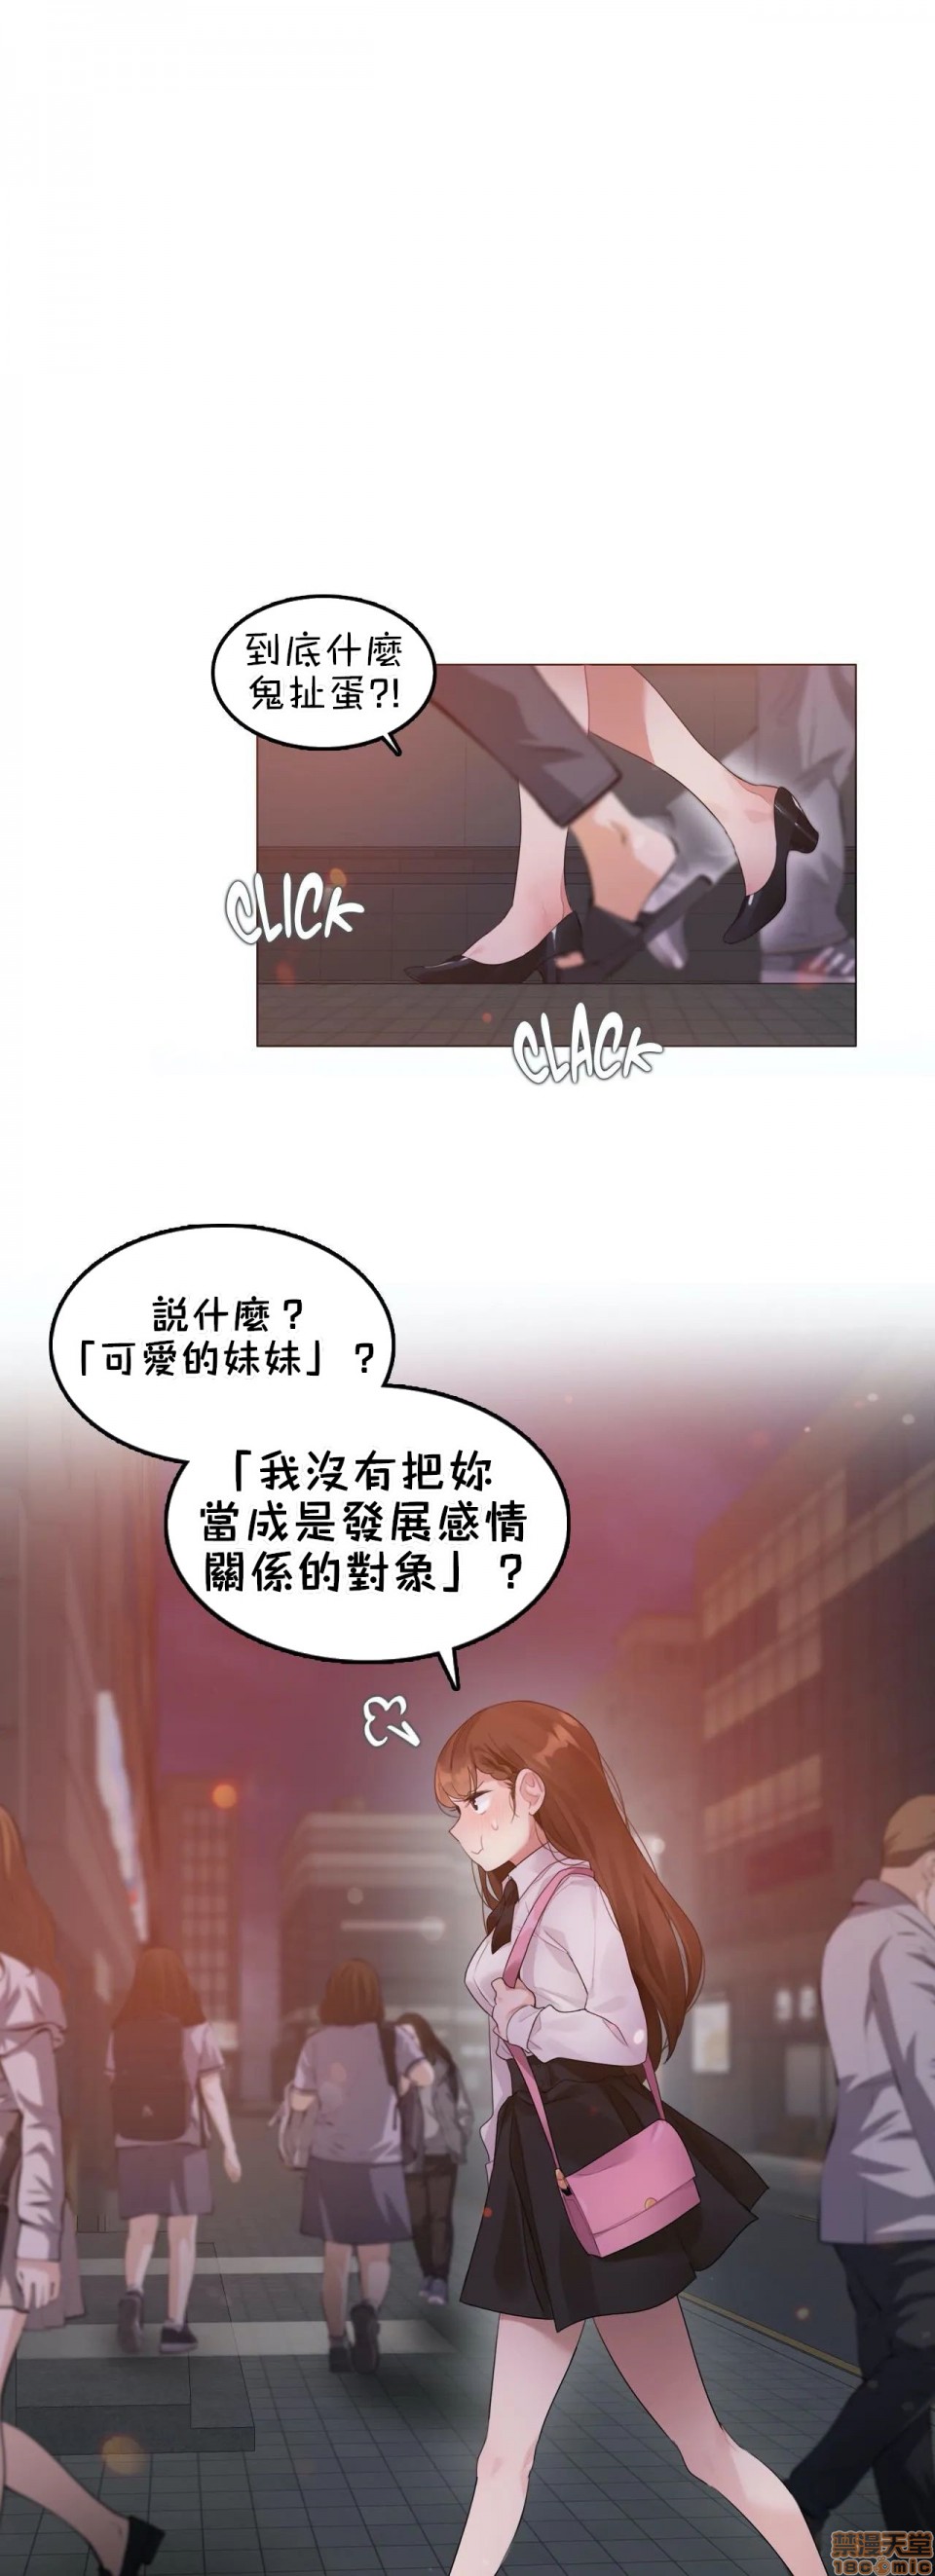 到底什麼
鬼扯蛋?!
CLICK
CLACK
說什麼？
「可愛的妹妹」？
「我沒有把妳
當成是發展感情
關係的對象」？
禁漫天堂
18comic